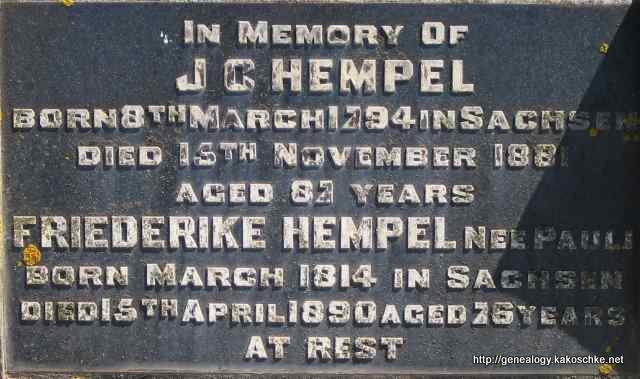 IN MEMORY OF
J C HEMPEL
BORN 8TH MARCH 1794 IN SACHSEN
DIED 15TH NOVEMBER 1881
AGED 87 YEARS
FRIEDERIKE HEMPEL NEE PAULI
BORN MARCH 1814 IN SACHSEN
DIED 15TH APRIL 1890 AGED 76 YEARS
AT REST
http://genealogy.kakoschke.net